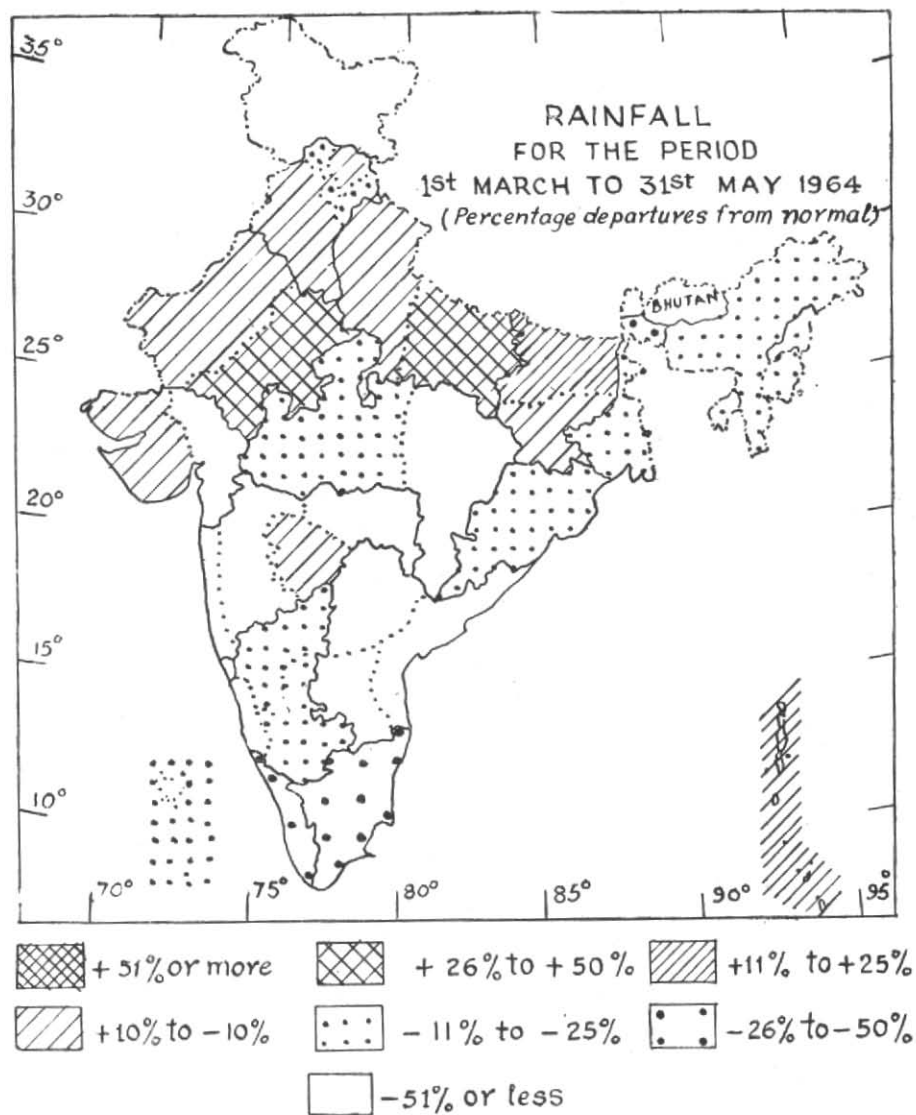 35°
RAINFALL
FOR THE PERIOD
1st MARCH TO 31st MAY 1964
(Percentage departures from normal)
30°
BHUTAN
25°
20°
15°
10°
70° 75° 80° 85° 90° 95°
+ 51% or more + 26% to + 50% +11% to +25%
+10% to -10% -11% to -25% -26% to -50%
-51% or less